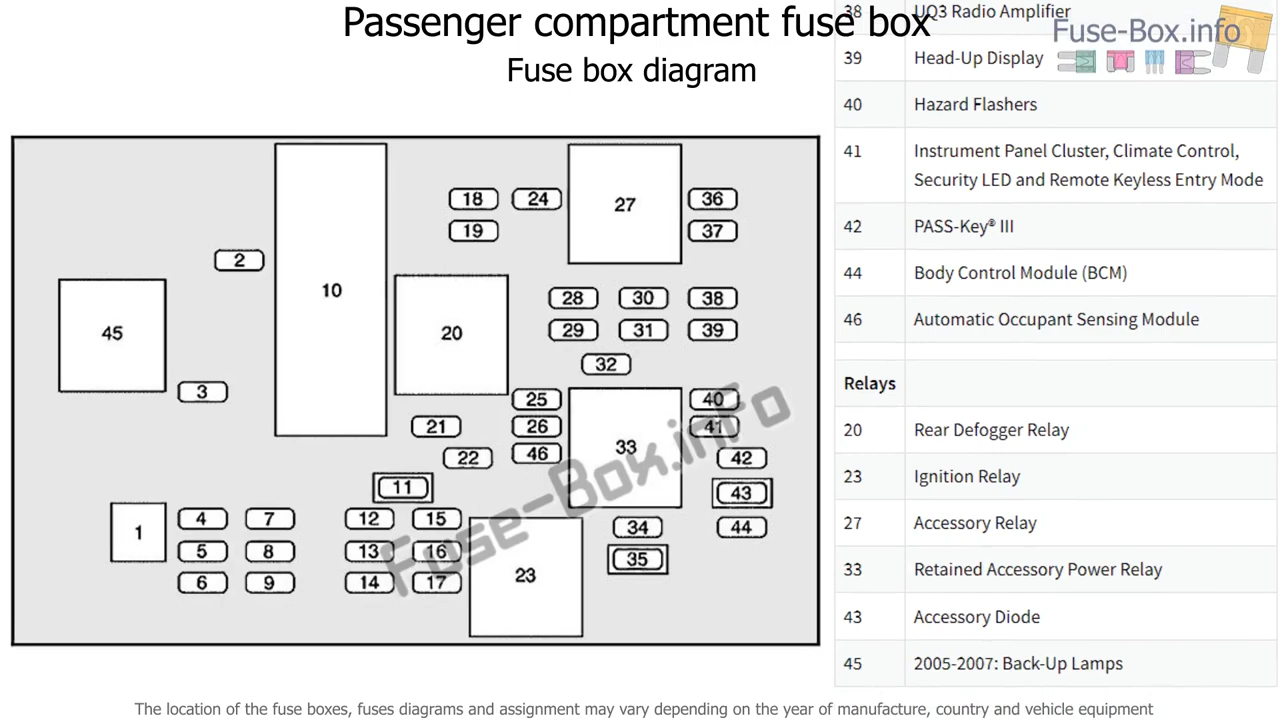 Passenger compartment fuse box
Fuse box diagram
Fuse-Box.info
38 UQ3 Radio Amplifier
39 Head-Up Display
40 Hazard Flashers
41 Instrument Panel Cluster, Climate Control,
Security LED and Remote Keyless Entry Mode
42 PASS-Key® III
44 Body Control Module (BCM)
46 Automatic Occupant Sensing Module
Relays
20 Rear Defogger Relay
23 Ignition Relay
27 Accessory Relay
33 Retained Accessory Power Relay
43 Accessory Diode
45 2005-2007: Back-Up Lamps
18 24 27 36
19 37
2
10
28 30 38
45 20 29 31 39
32
3
25 40
21 26 41
33
22 46 42
11 43
1 4 7 12 15 34 44
5 8 13 16 35
23
6 9 14 17
Fuse-Box.info
The location of the fuse boxes, fuses diagrams and assignment may vary depending on the year of manufacture, country and vehicle equipment